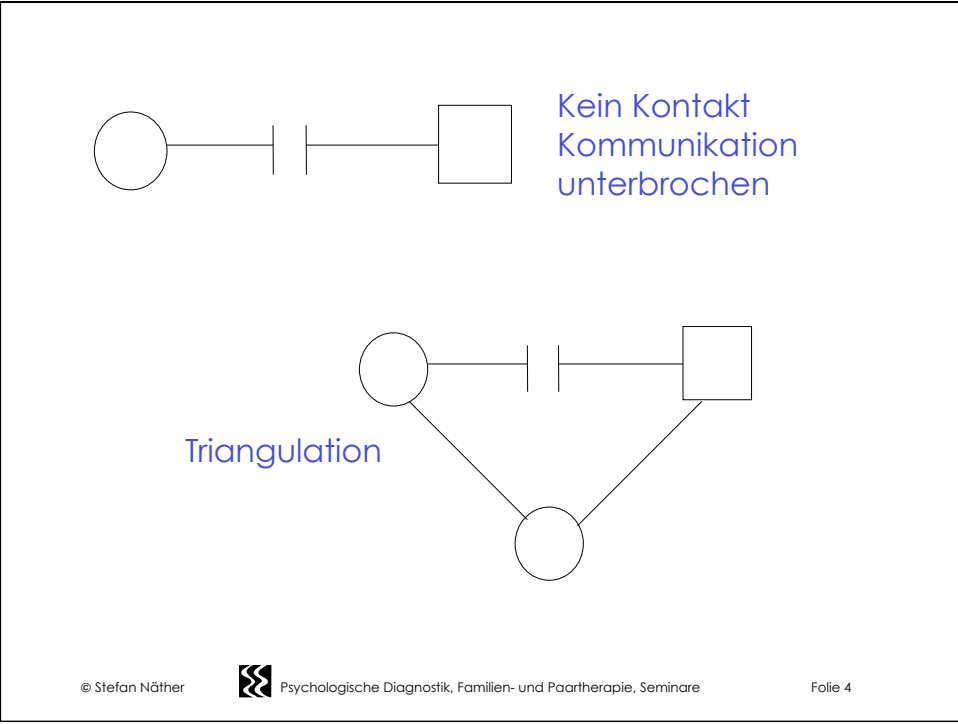 Kein Kontakt
Kommunikation
unterbrochen
Triangulation
© Stefan Näther Psychologische Diagnostik, Familien- und Paartherapie, Seminare Folie 4